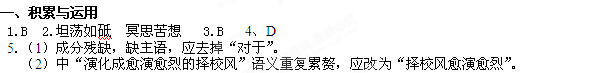 一、积累与运用
1.B  2.坦荡如砥  冥思苦想  3.B  4、D
5.（1）成分残缺，缺主语，应去掉“对于”。
（2）中“演化成愈演愈烈的择校风”语义重复累赘，应改为“择校风愈演愈烈”。